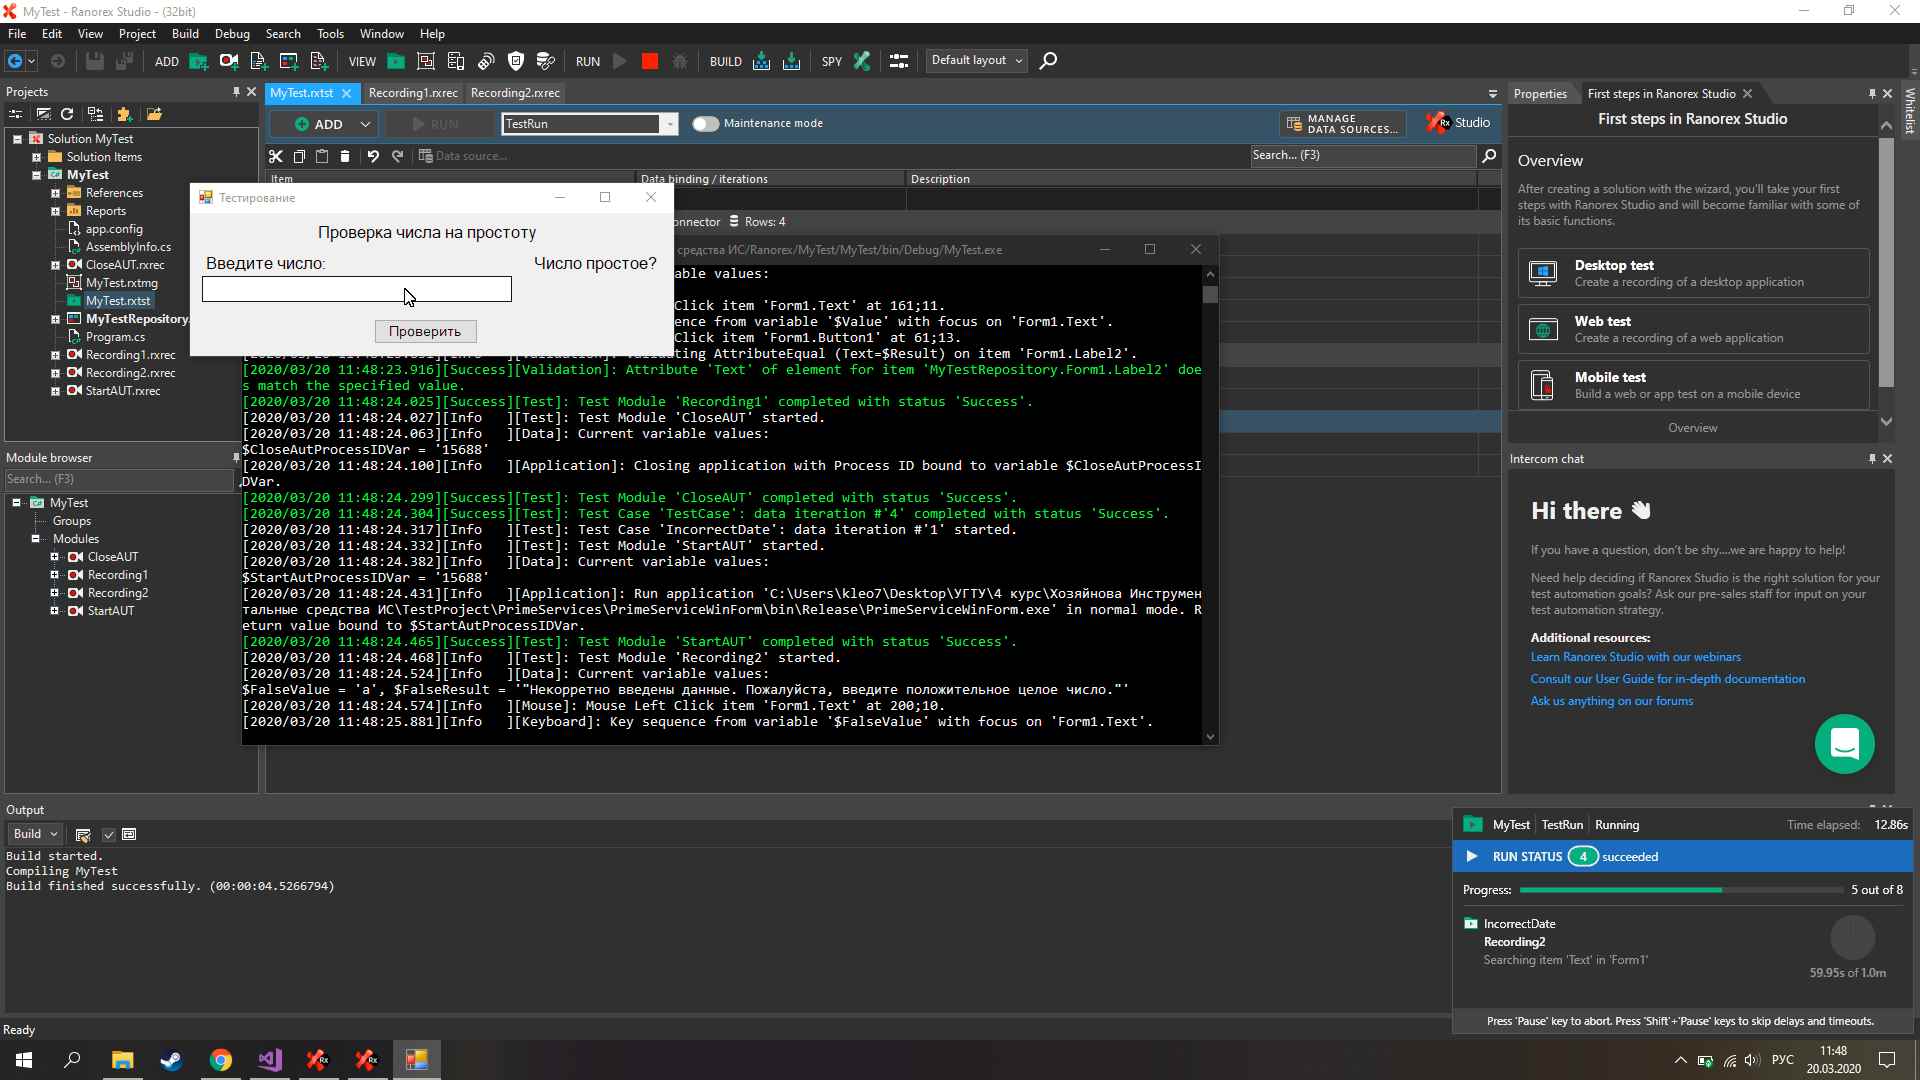 MyTest - Ranorex Studio - (32bit)
File Edit View Project Build Debug Search Tools Window Help
ADD VIEW RUN BUILD SPY Default layout
Projects
Solution MyTest
Solution Items
MyTest
References
Reports
app.config
AssemblyInfo.cs
CloseAUT.rxrec
MyTest.rxtmg
MyTest.rxtst
MyTestRepository.
Program.cs
Recording1.rxrec
Recording2.rxrec
StartAUT.rxrec
Module browser
Search... (F3)
MyTest
Groups
Modules
CloseAUT
Recording1
Recording2
StartAUT
MyTest.rxtst Recording1.rxrec Recording2.rxrec
ADD RUN TestRun Maintenance mode
MANAGE
DATA SOURCES...
Rx Studio
Data source... Search... (F3)
Item Data binding / iterations Description
onnector Rows: 4
Тестирование
Проверка числа на простоту
Введите число: Число простое?
Проверить
средства ИС/Ranorex/MyTest/MyTest/bin/Debug/MyTest.exe
able values:
Click item 'Form1.Text' at 161;11.
ence from variable '$Value' with focus on 'Form1.Text'.
Click item 'Form1.Button1' at 61;13.
ating AttributeEqual (Text=$Result) on item 'Form1.Label2'.
[2020/03/20 11:48:23.916][Success][Validation]: Attribute 'Text' of element for item 'MyTestRepository.Form1.Label2' doe
s match the specified value.
[2020/03/20 11:48:24.025][Success][Test]: Test Module 'Recording1' completed with status 'Success'.
[2020/03/20 11:48:24.027][Info   ][Test]: Test Module 'CloseAUT' started.
[2020/03/20 11:48:24.063][Info   ][Data]: Current variable values:
$CloseAutProcessIDVar = '15688'
[2020/03/20 11:48:24.100][Info   ][Application]: Closing application with Process ID bound to variable $CloseAutProcessI
DVar.
[2020/03/20 11:48:24.299][Success][Test]: Test Module 'CloseAUT' completed with status 'Success'.
[2020/03/20 11:48:24.304][Success][Test]: Test Case 'TestCase': data iteration #'4' completed with status 'Success'.
[2020/03/20 11:48:24.317][Info   ][Test]: Test Case 'IncorrectDate': data iteration #'1' started.
[2020/03/20 11:48:24.332][Info   ][Test]: Test Module 'StartAUT' started.
[2020/03/20 11:48:24.382][Info   ][Data]: Current variable values:
$StartAutProcessIDVar = '15688'
[2020/03/20 11:48:24.431][Info   ][Application]: Run application 'C:\Users\kleo7\Desktop\УГТУ\4 курс\Хозяйнова Инструмен
тальные средства ИС\TestProject\PrimeServices\PrimeServiceWinForm\bin\Release\PrimeServiceWinForm.exe' in normal mode. R
eturn value bound to $StartAutProcessIDVar.
[2020/03/20 11:48:24.465][Success][Test]: Test Module 'StartAUT' completed with status 'Success'.
[2020/03/20 11:48:24.468][Info   ][Test]: Test Module 'Recording2' started.
[2020/03/20 11:48:24.524][Info   ][Data]: Current variable values:
$FalseValue = 'a', $FalseResult = '"Некорретно введены данные. Пожалуйста, введите положительное целое число."'
[2020/03/20 11:48:24.574][Info   ][Mouse]: Mouse Left Click item 'Form1.Text' at 200;10.
[2020/03/20 11:48:25.881][Info   ][Keyboard]: Key sequence from variable '$FalseValue' with focus on 'Form1.Text'.
Properties First steps in Ranorex Studio
Whitelist
First steps in Ranorex Studio
Overview
After creating a solution with the wizard, you'll take your first
steps with Ranorex Studio and will become familiar with some of
its basic functions.
Desktop test
Create a recording of a desktop application
Web test
Create a recording of a web application
Mobile test
Build a web or app test on a mobile device
Overview
Intercom chat
Hi there
If you have a question, don't be shy....we are happy to help!
Need help deciding if Ranorex Studio is the right solution for your
test automation goals? Ask our pre-sales staff for input on your
test automation strategy.
Additional resources:
Learn Ranorex Studio with our webinars
Consult our User Guide for in-depth documentation
Ask us anything on our forums
Output
Build
Build started.
Compiling MyTest
Build finished successfully. (00:00:04.5266794)
MyTest TestRun Running Time elapsed: 12.86s
RUN STATUS 4 succeeded
Progress: 5 out of 8
IncorrectDate
Recording2
Searching item 'Text' in 'Form1'
59.95s of 1.0m
Press 'Pause' key to abort. Press 'Shift'+'Pause' keys to skip delays and timeouts.
Ready
РУС
11:48
20.03.2020